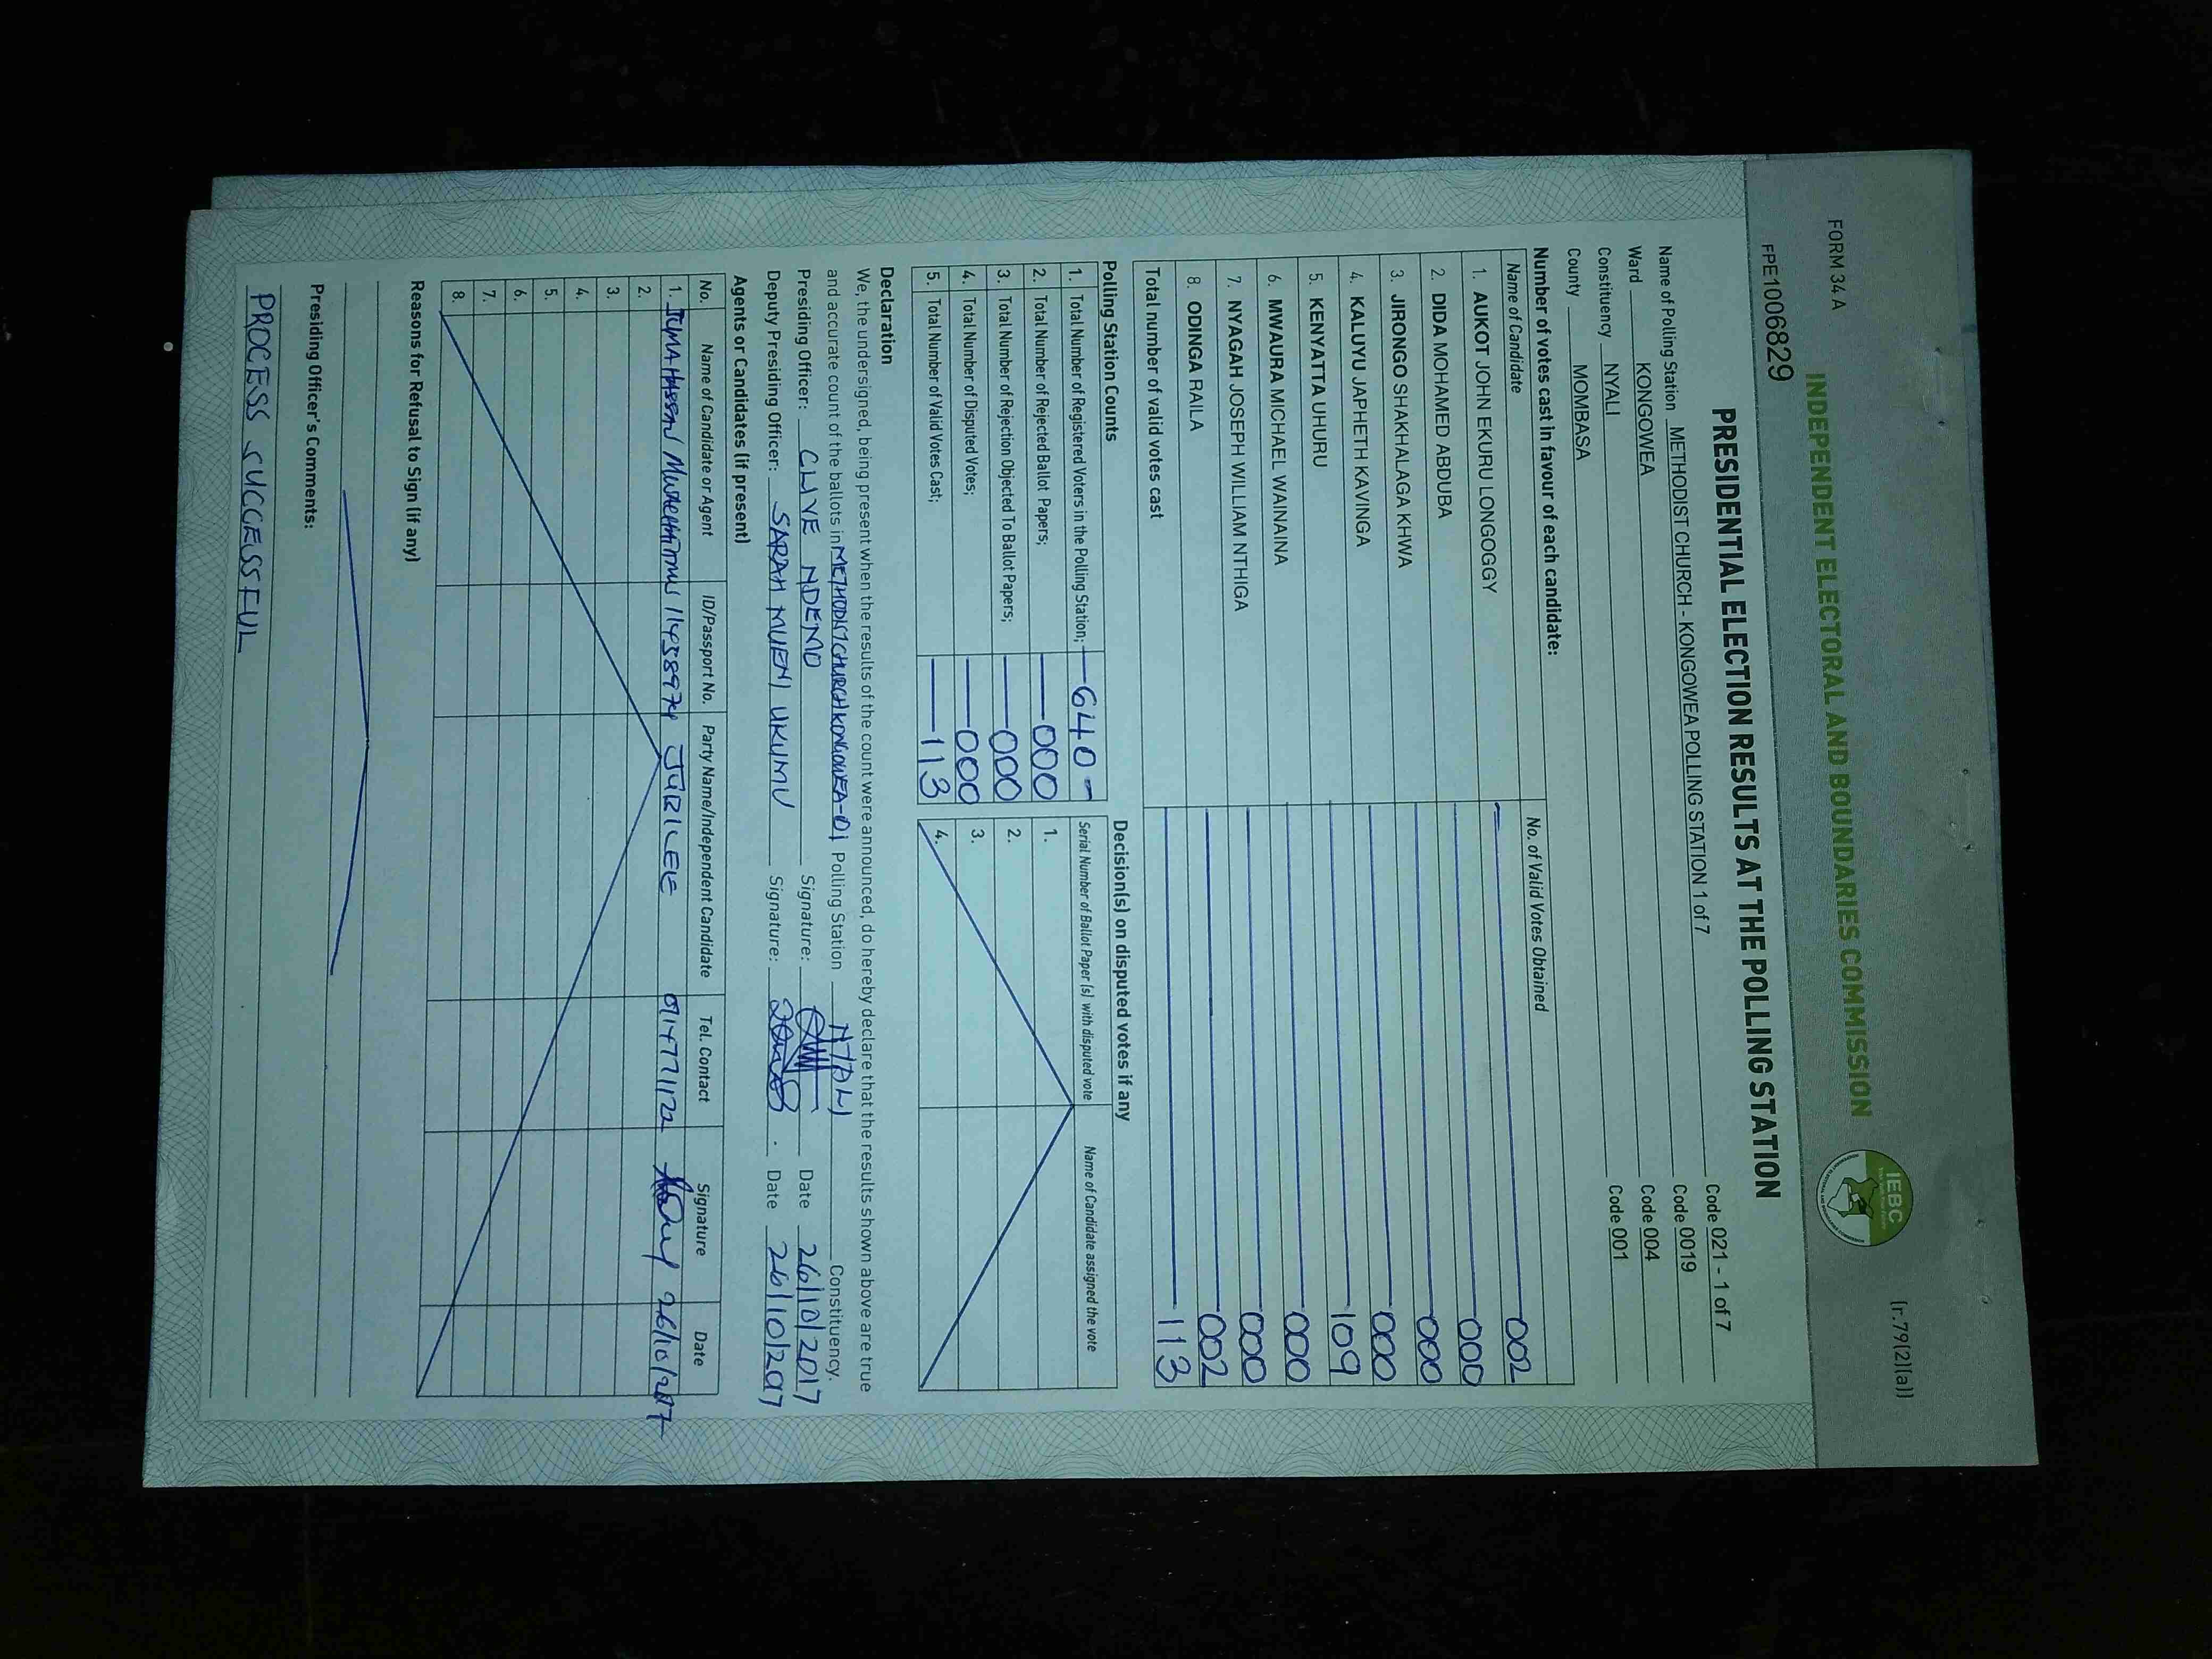 FORM 34 A
[r.79(2)(a)]
INDEPENDENT ELECTORAL AND BOUNDARIES COMMISSION
IEBC
FPE1006829
PRESIDENTIAL ELECTION RESULTS AT THE POLLING STATION
Name of Polling Station METHODIST CHURCH - KONGOWEA POLLING STATION 1 of 7 Code 021 - 1 of 7
Ward KONGOWEA Code 0019
Constituency NYALI Code 004
County MOMBASA Code 001
Number of votes cast in favour of each candidate:
Name of Candidate No. of Valid Votes Obtained
1. AUKOT JOHN EKURU LONGOGGY 002
2. DIDA MOHAMED ABDUBA 000
3. JIRONGO SHAKHALAGA KHWA 000
4. KALUYU JAPHETH KAVINGA 000
5. KENYATTA UHURU 109
6. MWAURA MICHAEL WAINAINA 000
7. NYAGAH JOSEPH WILLIAM NTHIGA 000
8. ODINGA RAILA 002
Total number of valid votes cast 113
Polling Station Counts
1. Total Number of Registered Voters in the Polling Station; 640
2. Total Number of Rejected Ballot Papers; 000
3. Total Number of Rejection Objected To Ballot Papers; 000
4. Total Number of Disputed Votes; 000
5. Total Number of Valid Votes Cast; 113
Decision(s) on disputed votes if any
Serial Number of Ballot Paper (s) with disputed vote Name of Candidate assigned the vote
1.
2.
3.
4.
Declaration
We, the undersigned, being present when the results of the count were announced, do hereby declare that the results shown above are true
and accurate count of the ballots in METHODIST CHURCH KONGOWEA-01 Polling Station NYALI Constituency.
Presiding Officer: CLIVE NDEMO Signature: Date 26/10/2017
Deputy Presiding Officer: SARAH MUENI UKUMU Signature: Date 26/10/2017
Agents or Candidates (if present)
No. Name of Candidate or Agent ID/Passport No. Party Name/Independent Candidate Tel. Contact Signature Date
1. JUMA HASSAN 11458974 JUBILEE 26/10/2017
2.
3.
4.
5.
6.
7.
8.
Reasons for Refusal to Sign (if any)
Presiding Officer's Comments:
PROCESS SUCCESSFUL